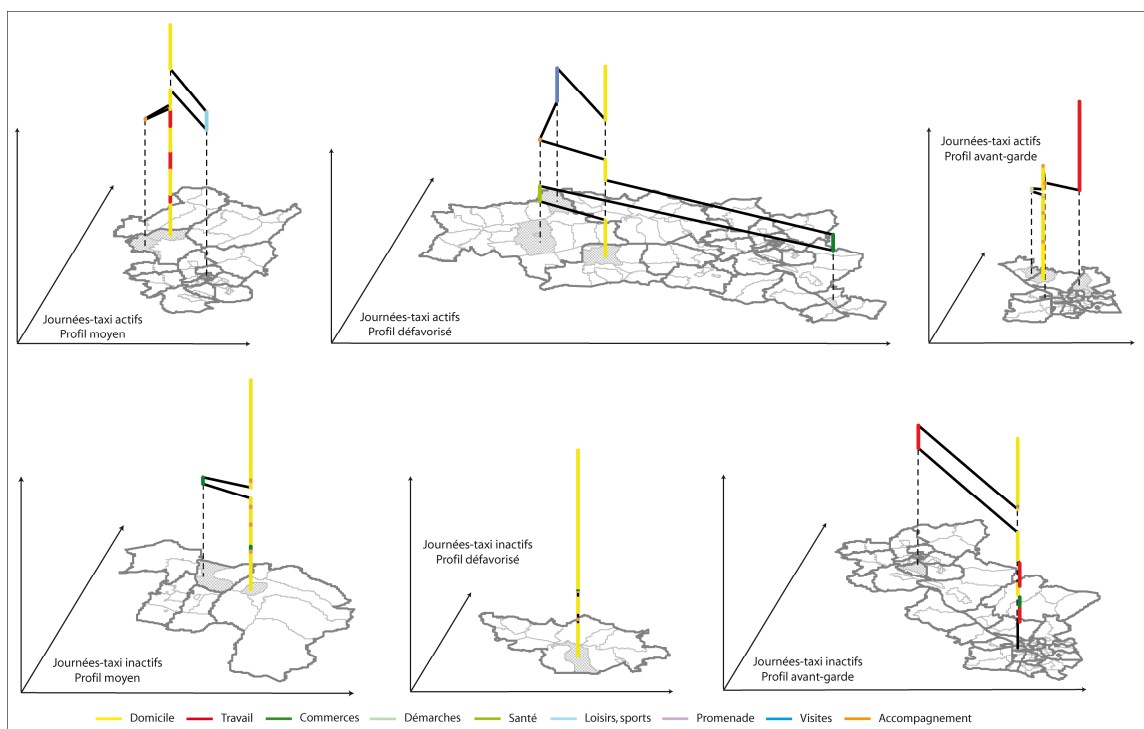 Journées-taxi actifs
Profil moyen
Journées-taxi actifs
Profil défavorisé
Journées-taxi actifs
Profil avant-garde
Journées-taxi inactifs
Profil moyen
Journées-taxi inactifs
Profil défavorisé
Journées-taxi inactifs
Profil avant-garde
Domicile Travail Commerces Démarches Santé Loisirs, sports Promenade Visites Accompagnement